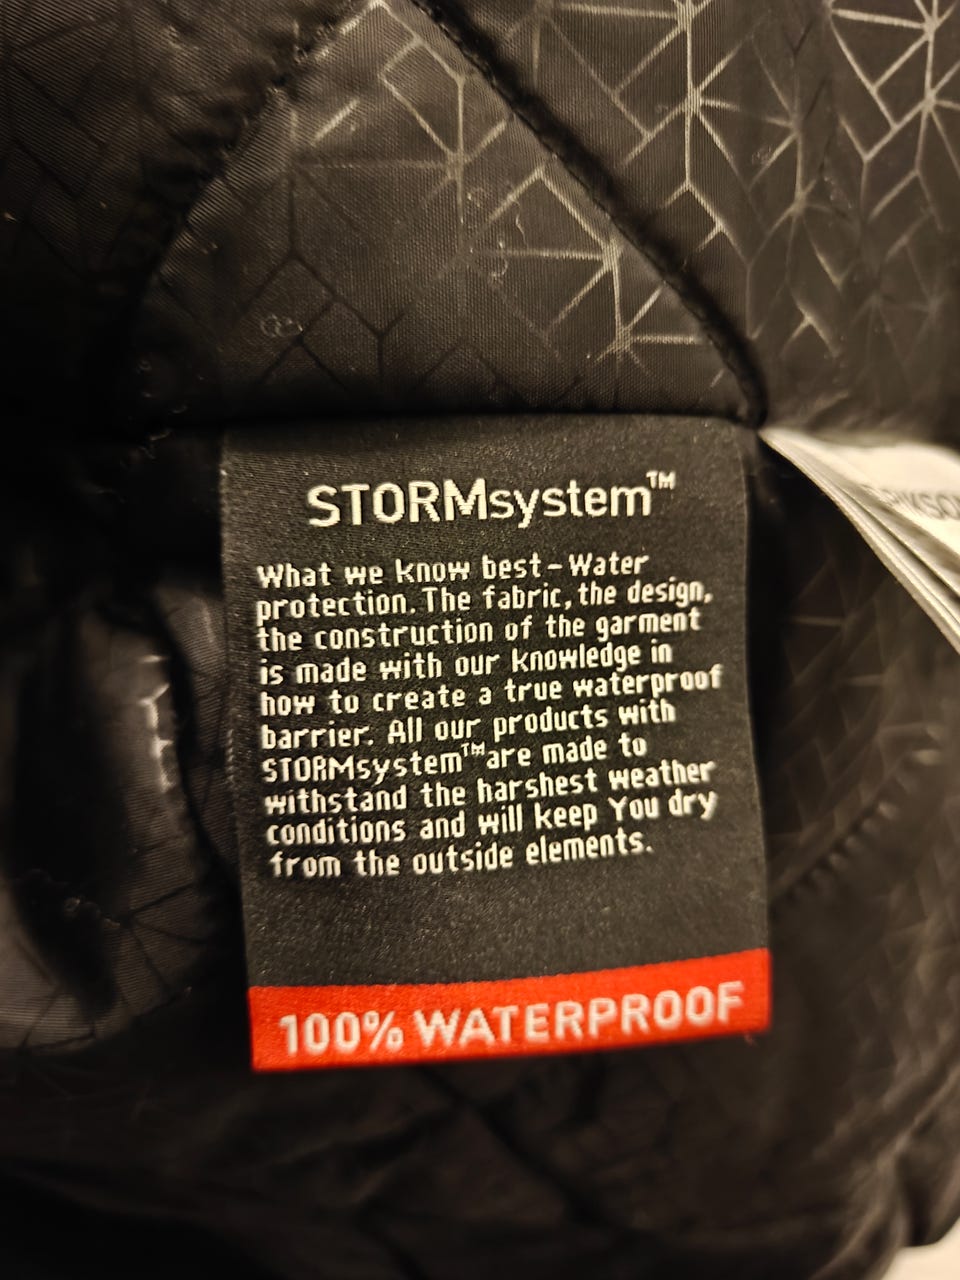 STORMsystem™
What we know best-Water
protection. The fabric, the design,
the construction of the garment
is made with our knowledge in
how to create a true waterproof
barrier. All our products with
STORMsystem™are made to
withstand the harshest weather
conditions and will keep You dry
from the outside elements.
100% WATERPROOF